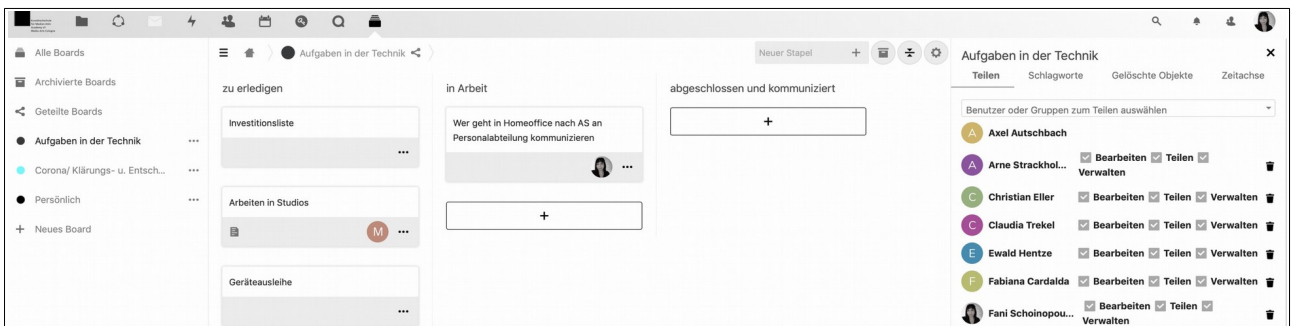 Alle Boards
Archivierte Boards
Geteilte Boards
Aufgaben in der Technik
Corona/ Klärungs- u. Entsch...
Persönlich
+ Neues Board
Aufgaben in der Technik
Neuer Stapel +
zu erledigen
Investitionsliste
Arbeiten in Studios
M
Geräteausleihe
in Arbeit
Wer geht in Homeoffice nach AS an
Personalabteilung kommunizieren
+
abgeschlossen und kommuniziert
+
Aufgaben in der Technik
Teilen Schlagworte Gelöschte Objekte Zeitachse
Benutzer oder Gruppen zum Teilen auswählen
A Axel Autschbach
A Arne Strackhol... Bearbeiten Teilen
Verwalten
C Christian Eller Bearbeiten Teilen Verwalten
C Claudia Trekel Bearbeiten Teilen Verwalten
E Ewald Hentze Bearbeiten Teilen Verwalten
F Fabiana Cardalda Bearbeiten Teilen Verwalten
Fani Schoinopou... Bearbeiten Teilen
Verwalten